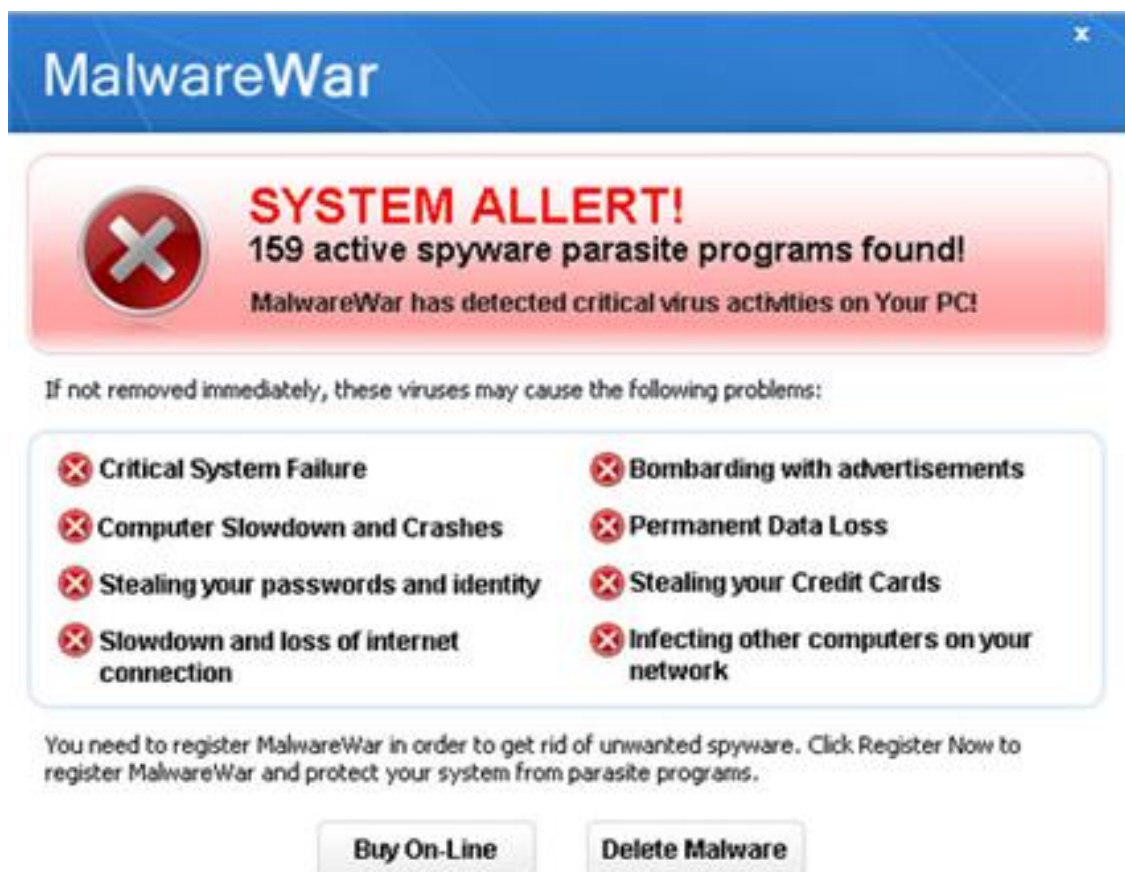 MalwareWar
x
SYSTEM ALLERT!
159 active spyware parasite programs found!
MalwareWar has detected critical virus activities on Your PC!
If not removed immediately, these viruses may cause the following problems:
Critical System Failure
Computer Slowdown and Crashes
Stealing your passwords and identity
Slowdown and loss of internet
connection
Bombarding with advertisements
Permanent Data Loss
Stealing your Credit Cards
Infecting other computers on your
network
You need to register MalwareWar in order to get rid of unwanted spyware. Click Register Now to
register MalwareWar and protect your system from parasite programs.
Buy On-Line
Delete Malware